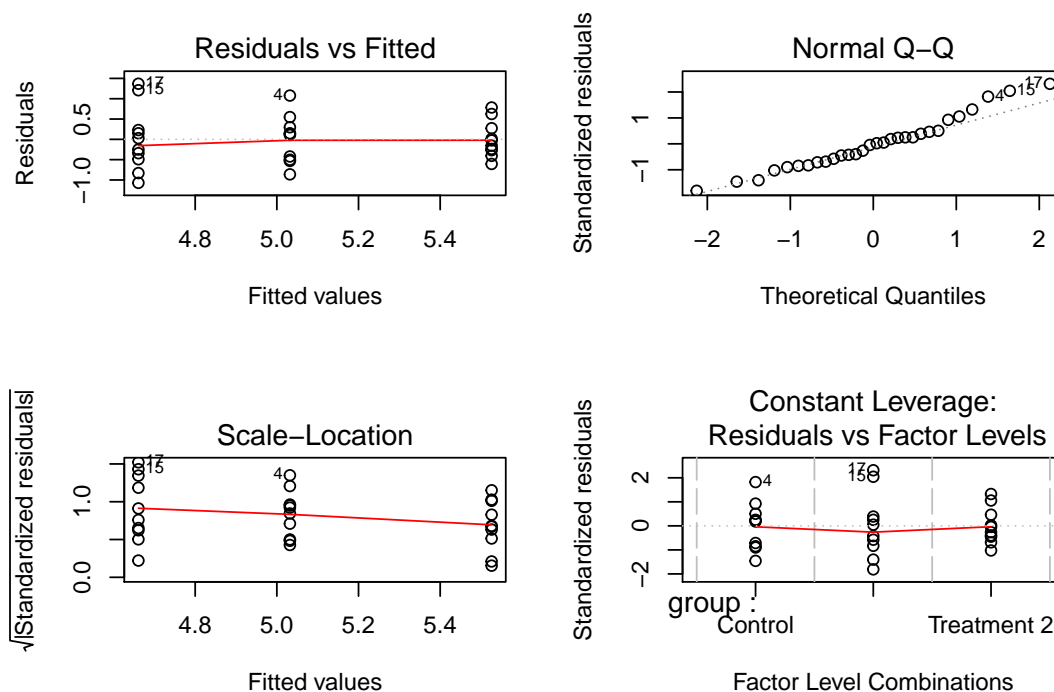 Residuals vs Fitted
Residuals
0.5
−1.0
17
15
4
4.8 5.0 5.2 5.4
Fitted values
Normal Q−Q
Standardized residuals
1
−1
17
15
4
−2 −1 0 1 2
Theoretical Quantiles
Scale−Location
√|Standardized residuals|
1.0
0.0
17
15
4
4.8 5.0 5.2 5.4
Fitted values
Constant Leverage:
Residuals vs Factor Levels
Standardized residuals
2
0
−2
4
17
15
group :
Control Treatment 2
Factor Level Combinations